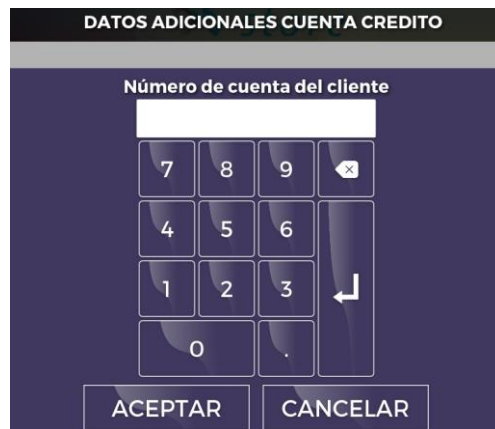 DATOS ADICIONALES CUENTA CREDITO
Número de cuenta del cliente
7 8 9
4 5 6
1 2 3
0 .
ACEPTAR CANCELAR